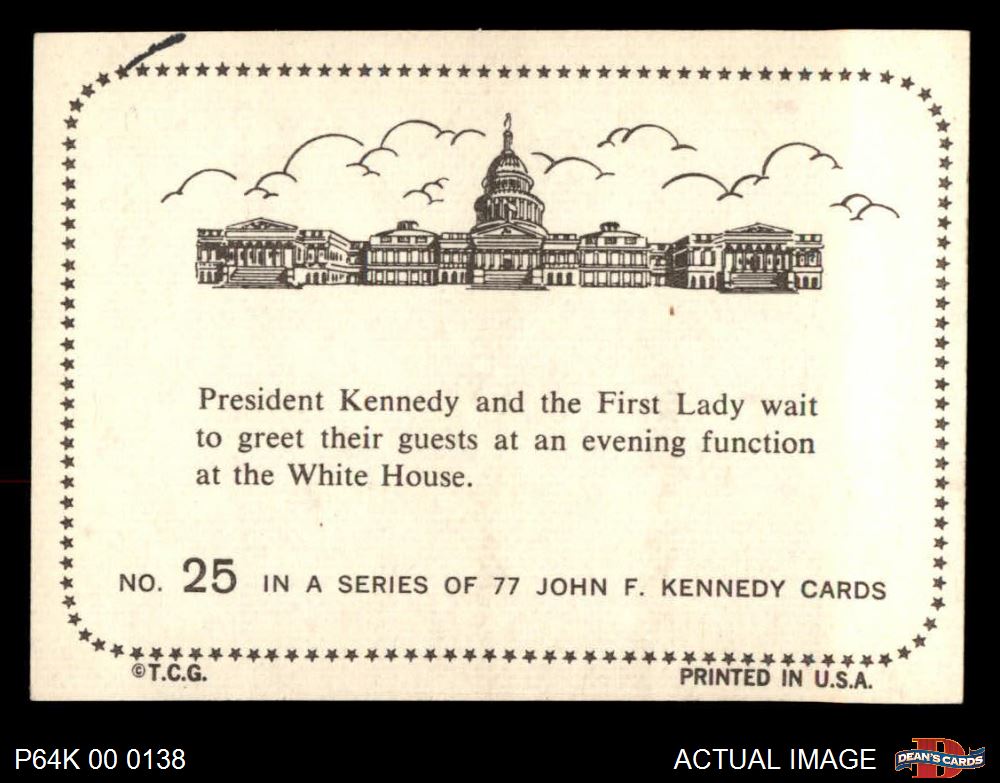 President Kennedy and the First Lady wait
to greet their guests at an evening function
at the White House.
NO. 25 IN A SERIES OF 77 JOHN F. KENNEDY CARDS
©T.C.G.
PRINTED IN U.S.A.
P64K 00 0138
ACTUAL IMAGE
D
DEAN'S CARDS